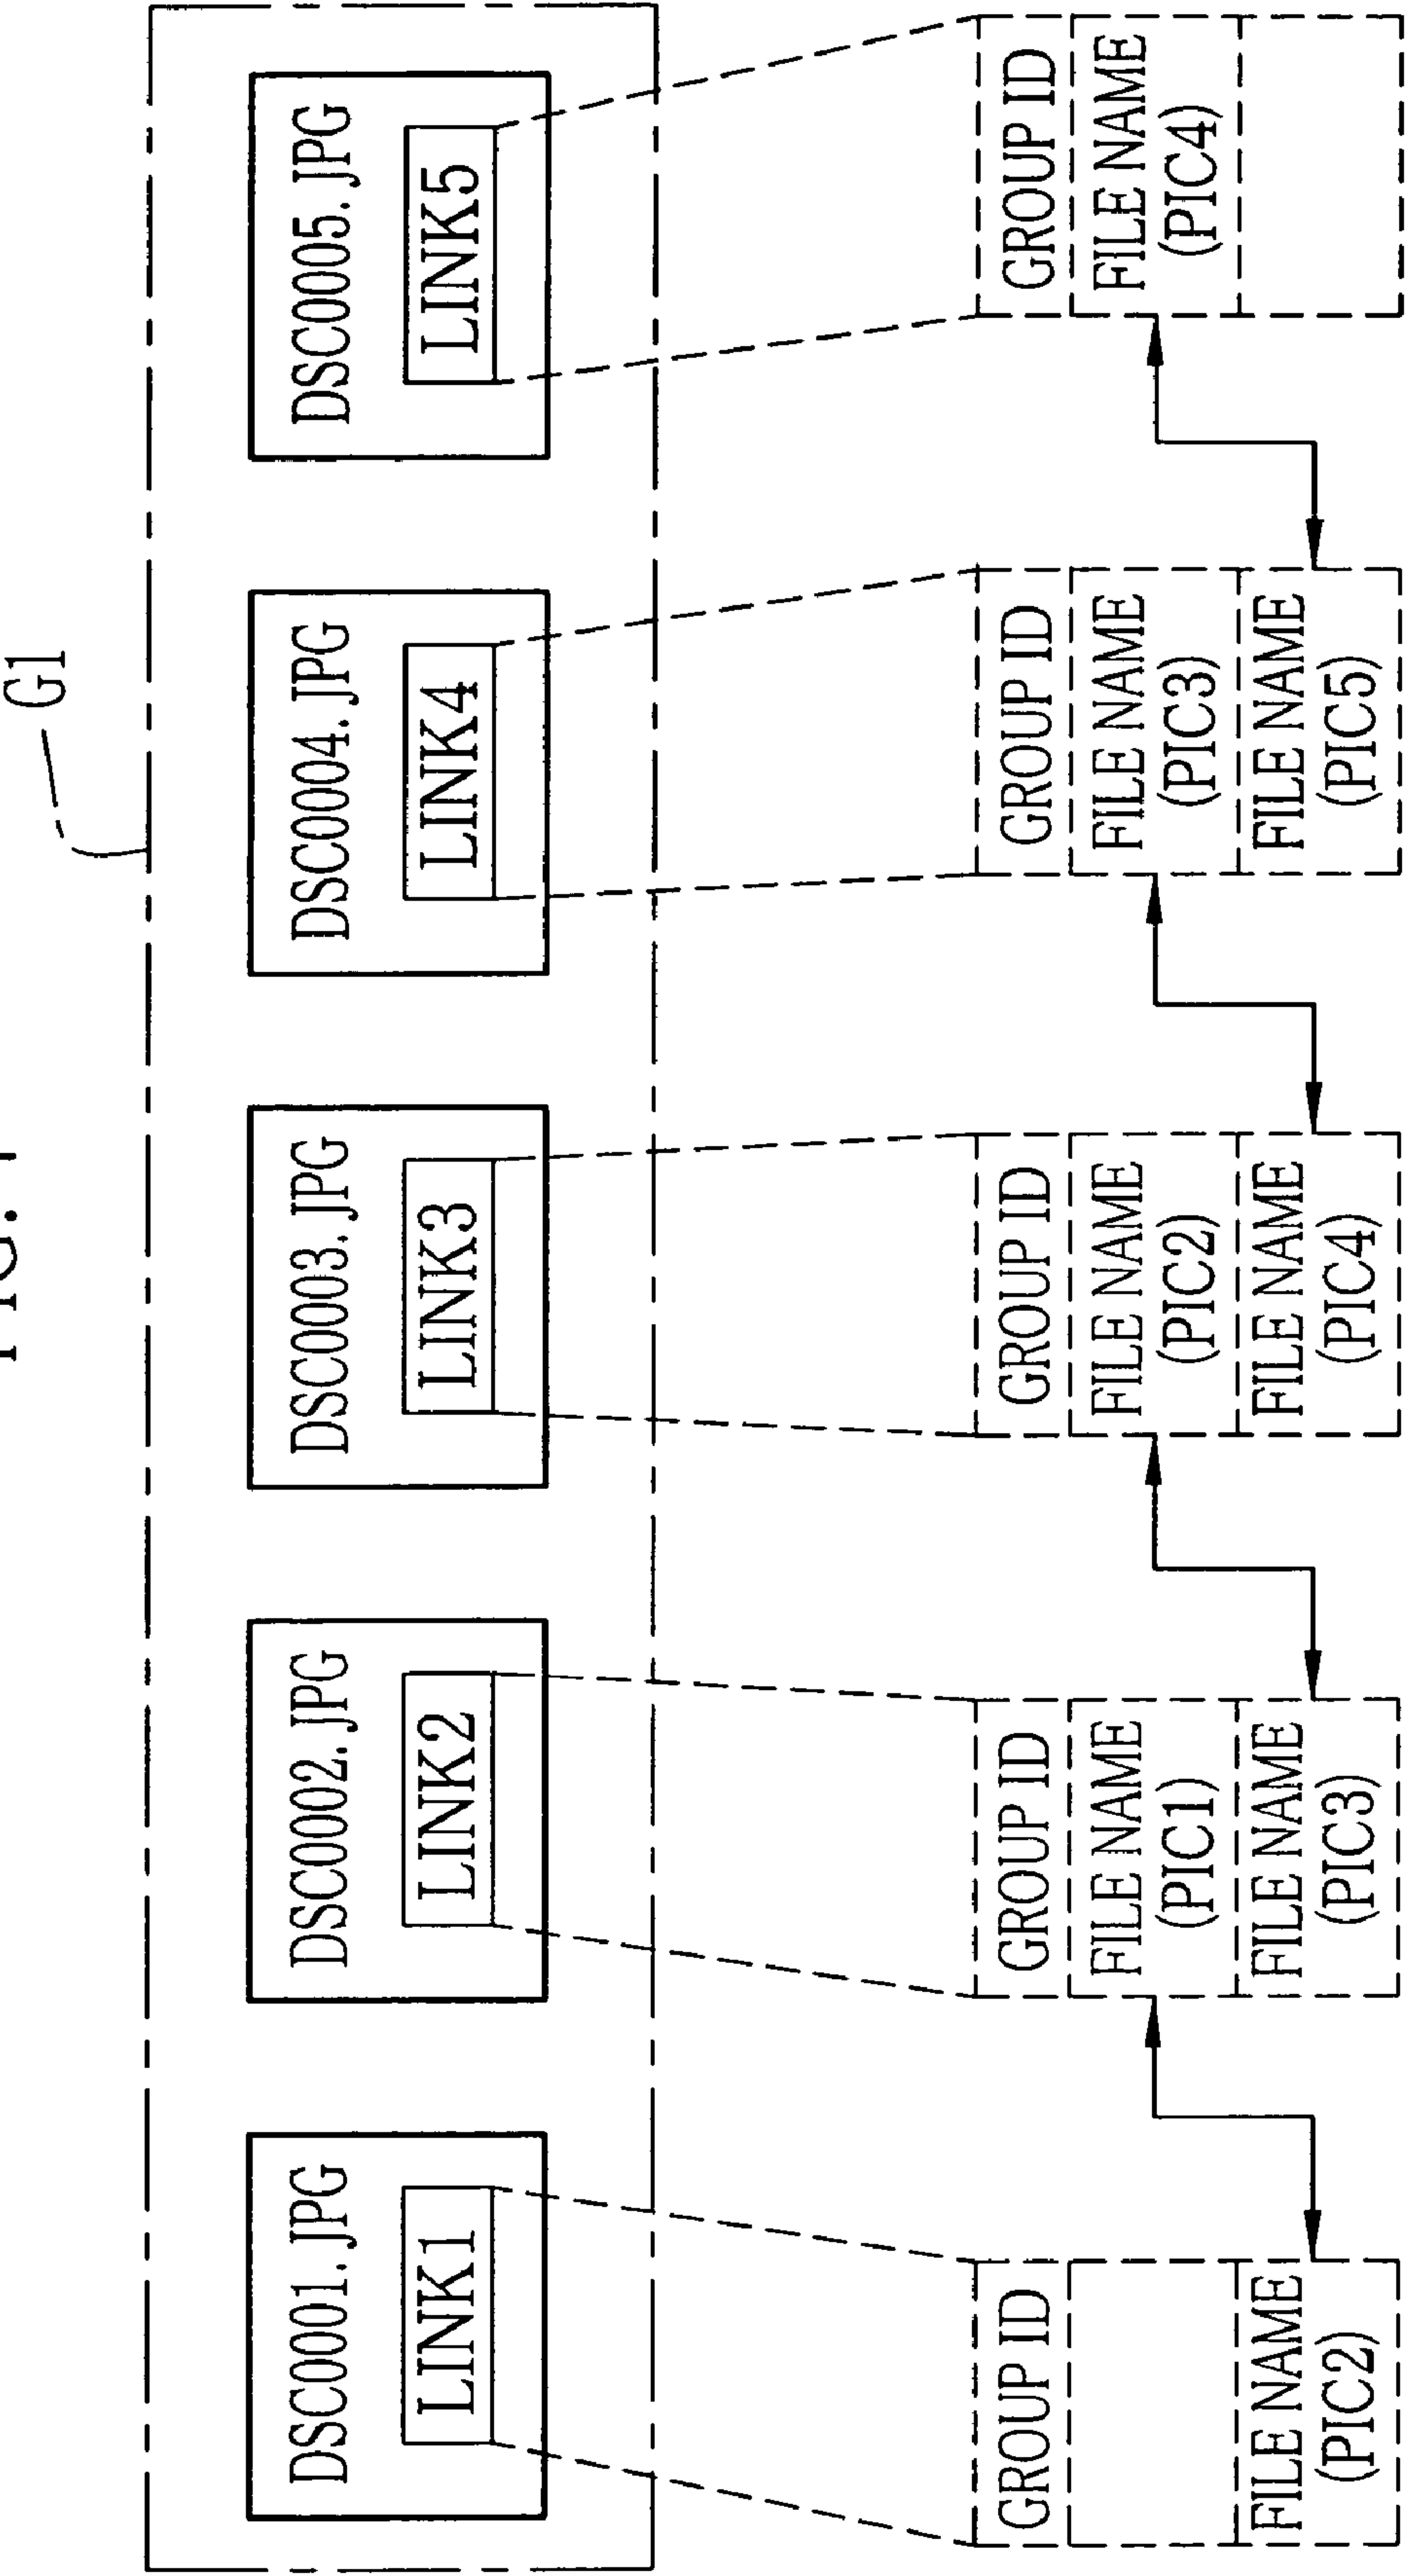 FIG.
G1
DSC0001.JPG
LINK1
DSC0002.JPG
LINK2
DSC0003.JPG
LINK3
DSC0004.JPG
LINK4
DSC0005.JPG
LINK5
GROUP ID
FILE NAME
(PIC2)
GROUP ID
FILE NAME
(PIC1)
FILE NAME
(PIC3)
GROUP ID
FILE NAME
(PIC2)
FILE NAME
(PIC4)
GROUP ID
FILE NAME
(PIC3)
FILE NAME
(PIC5)
GROUP ID
FILE NAME
(PIC4)